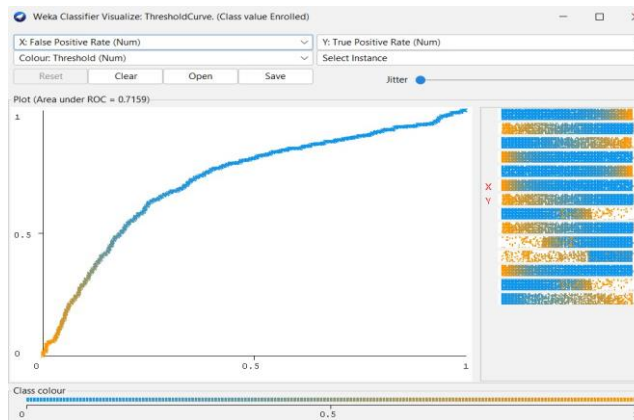 Weka Classifier Visualize: ThresholdCurve. (Class value Enrolled)
X: False Positive Rate (Num)
Y: True Positive Rate (Num)
Colour: Threshold (Num)
Select Instance
Reset
Clear
Open
Save
Jitter
Plot (Area under ROC = 0.7159)
1
0.5
0
0
0.5
1
X
Y
Class colour
0
0.5